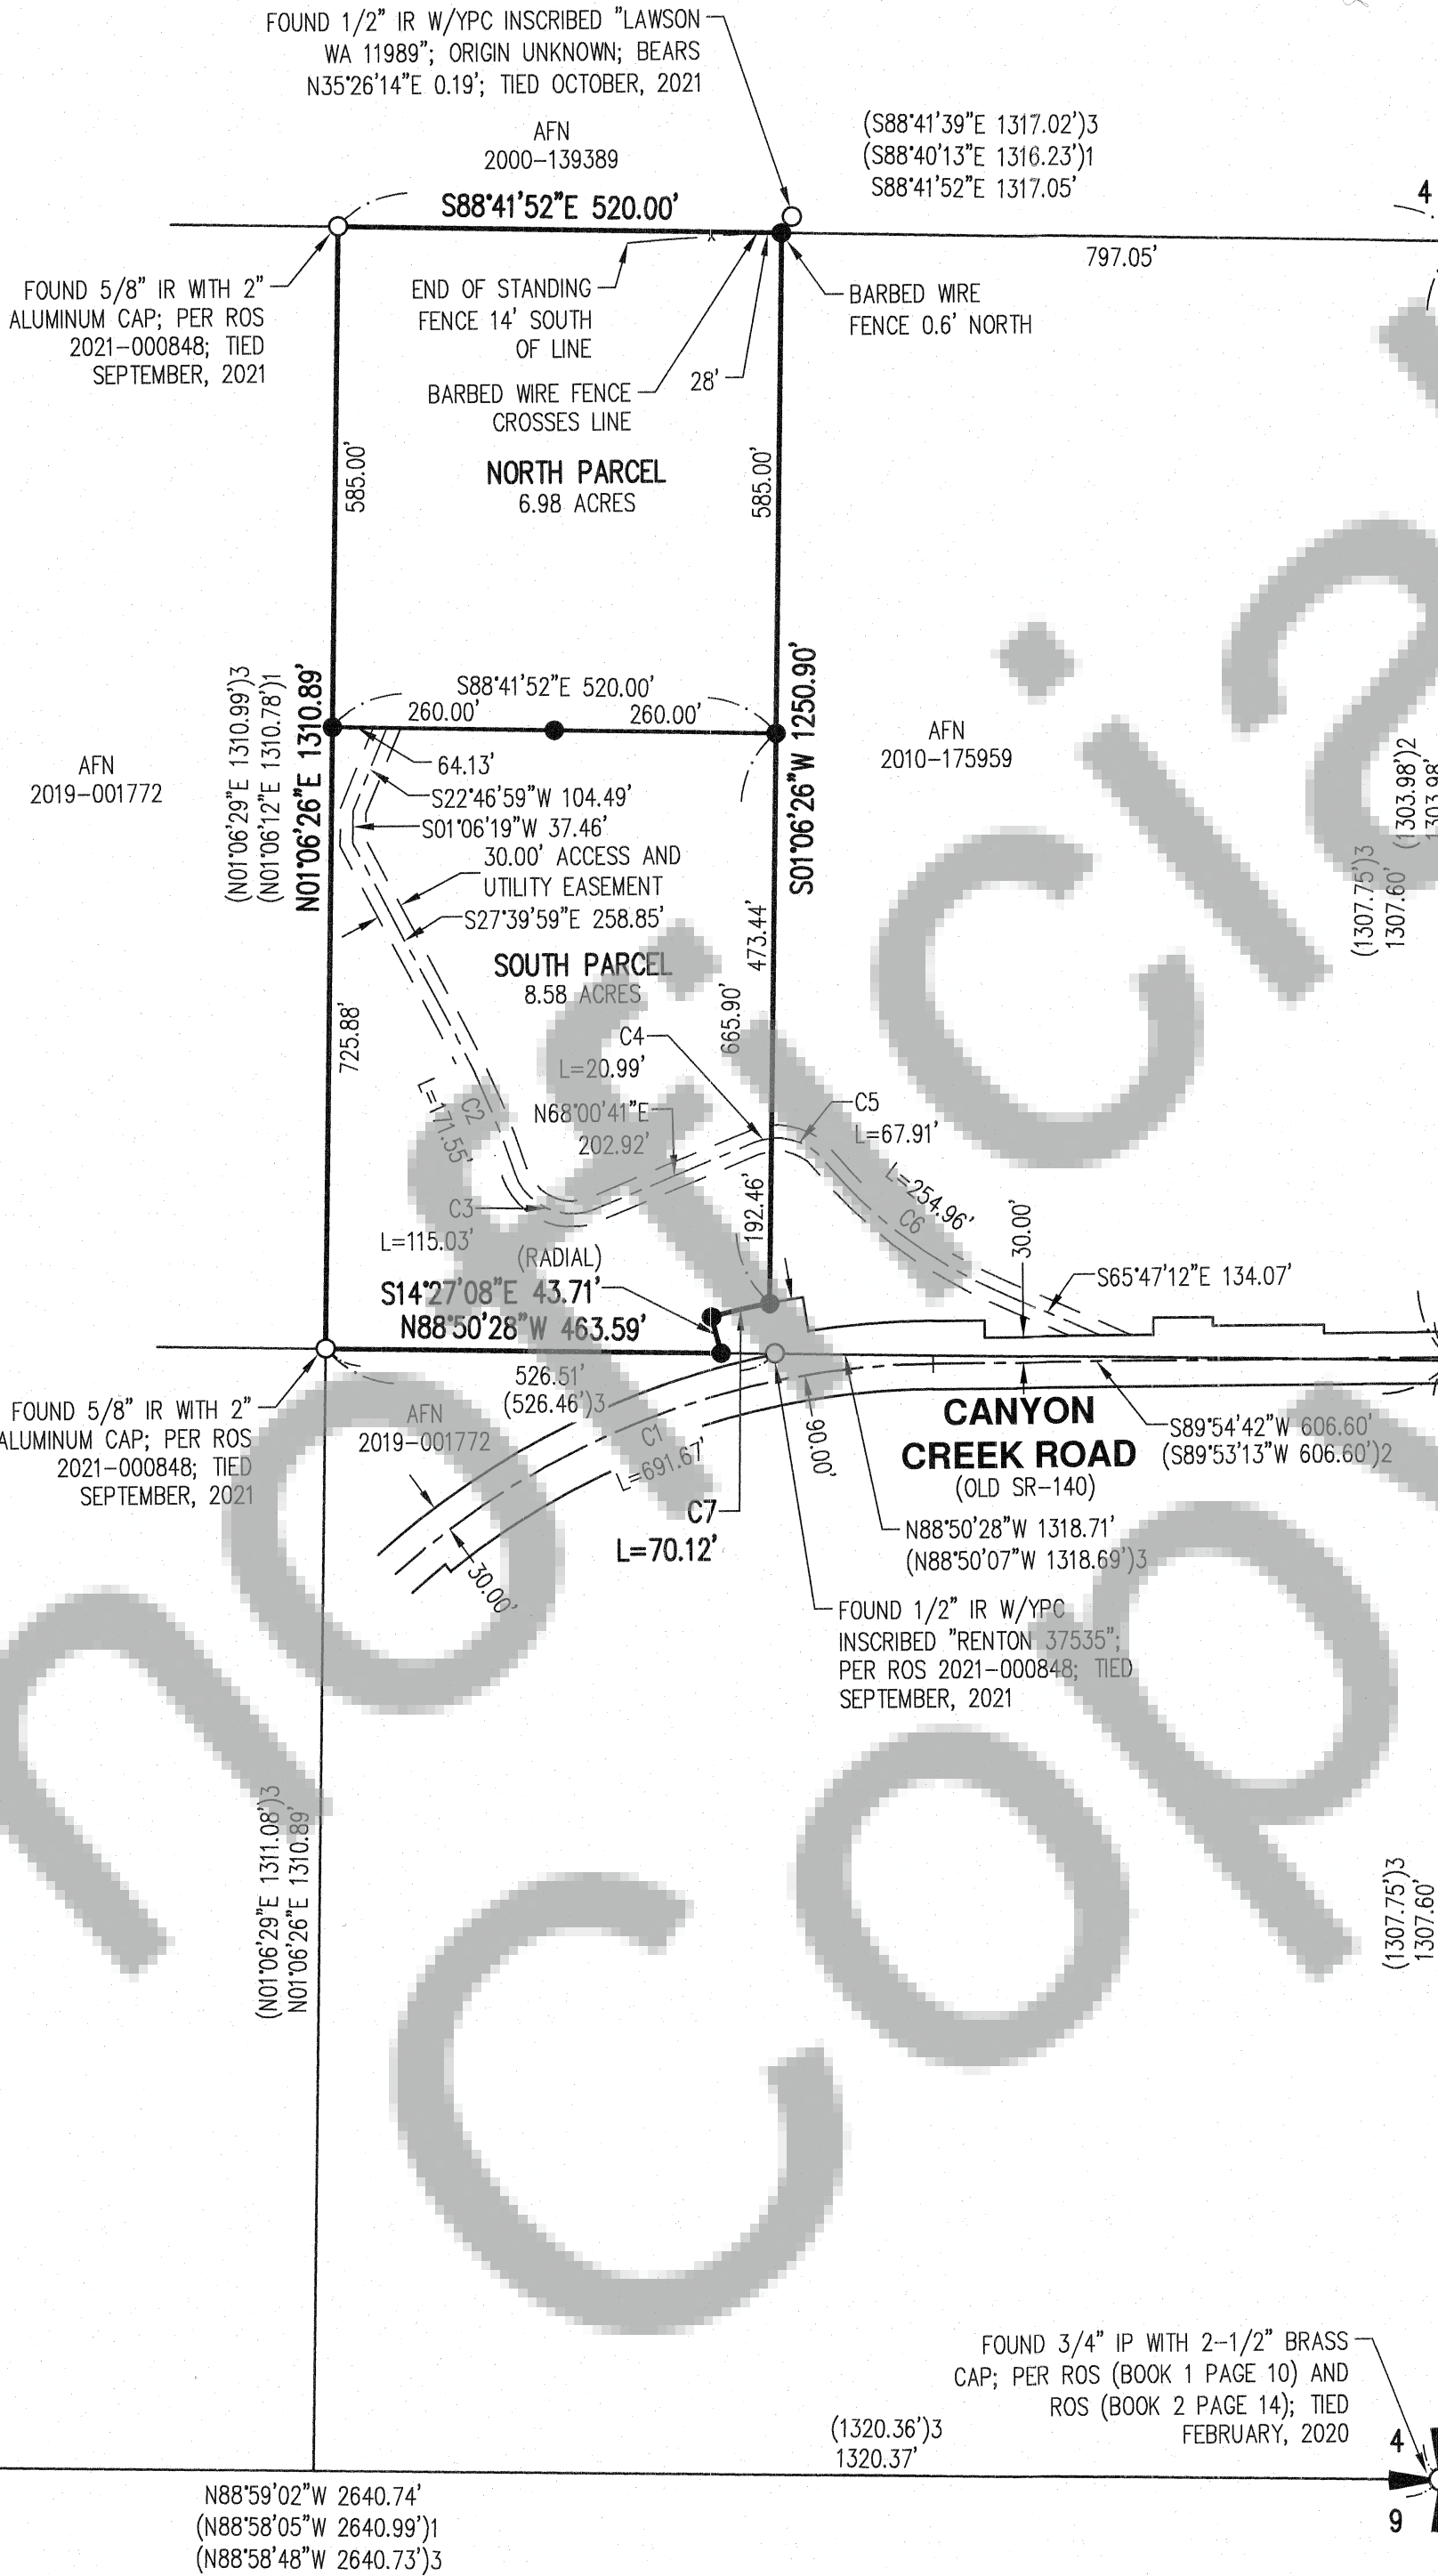 FOUND 1/2" IR W/YPC INSCRIBED "LAWSON
WA 11989"; ORIGIN UNKNOWN; BEARS
N35°26'14"E 0.19'; TIED OCTOBER, 2021
AFN
2000-139389
(S88°41'39"E 1317.02')3
(S88°40'13"E 1316.23')1
S88°41'52"E 1317.05'
4
S88°41'52"E 520.00'
797.05'
FOUND 5/8" IR WITH 2"
ALUMINUM CAP; PER ROS
2021-000848; TIED
SEPTEMBER, 2021
END OF STANDING
FENCE 14' SOUTH
OF LINE
BARBED WIRE
FENCE 0.6' NORTH
28'
BARBED WIRE FENCE
CROSSES LINE
585.00'
NORTH PARCEL
6.98 ACRES
585.00'
(N01°06'29"E 1310.99')3
(N01°06'12"E 1310.78')1
N01°06'26"E 1310.89'
S88°41'52"E 520.00'
260.00'
260.00'
S01°06'26"W 1250.90'
AFN
2019-001772
AFN
2010-175959
64.13'
S22°46'59"W 104.49'
S01°06'19"W 37.46'
30.00' ACCESS AND
UTILITY EASEMENT
S27°39'59"E 258.85'
(1307.75')3
1307.60'
(1303.98')2
1303.98'
473.44'
SOUTH PARCEL
8.58 ACRES
665.90'
725.88'
C4
L=20.99'
C2
L=171.55'
N68°00'41"E
202.92'
C5
L=67.91'
L=254.96'
C6
192.46'
C3
L=115.03'
(RADIAL)
30.00'
S65°47'12"E 134.07'
S14°27'08"E 43.71'
N88°50'28"W 463.59'
526.51'
(526.46')3
FOUND 5/8" IR WITH 2"
ALUMINUM CAP; PER ROS
2021-000848; TIED
SEPTEMBER, 2021
AFN
2019-001772
C1
L=691.67'
90.00'
CANYON
CREEK ROAD
(OLD SR-140)
S89°54'42"W 606.60'
(S89°53'13"W 606.60')2
C7
L=70.12'
N88°50'28"W 1318.71'
(N88°50'07"W 1318.69')3
30.00'
FOUND 1/2" IR W/YPC
INSCRIBED "RENTON 37535";
PER ROS 2021-000848; TIED
SEPTEMBER, 2021
(N01°06'29"E 1311.08')3
N01°06'26"E 1310.89'
(1307.75')3
1307.60'
FOUND 3/4" IP WITH 2-1/2" BRASS
CAP; PER ROS (BOOK 1 PAGE 10) AND
ROS (BOOK 2 PAGE 14); TIED
FEBRUARY, 2020
(1320.36')3
1320.37'
4
9
N88°59'02"W 2640.74'
(N88°58'05"W 2640.99')1
(N88°58'48"W 2640.73')3